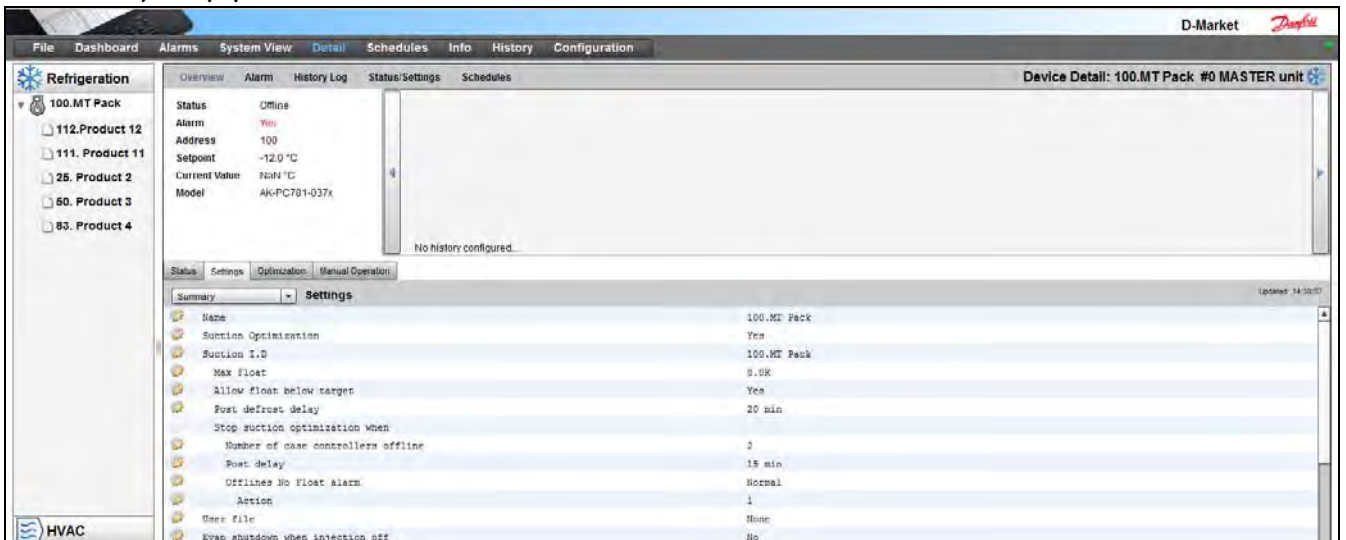 D-Market Danfoss
File Dashboard Alarms System View Detail Schedules Info History Configuration
Refrigeration
Overview Alarm History Log Status/Settings Schedules
Device Detail: 100.MT Pack #0 MASTER unit
100.MT Pack
112.Product 12
111. Product 11
25. Product 2
50. Product 3
83. Product 4
Status Offline
Alarm Yes
Address 100
Setpoint -12.0 °C
Current Value NaN °C
Model AK-PC781-037x
No history configured...
Status Settings Optimization Manual Operation
Summary Settings
Updated:
Name 100.MT Pack
Suction Optimization Yes
Suction I.D 100.MT Pack
Max float
Allow float below target Yes
Post defrost delay 20 min
Stop suction optimization when
Number of case controllers offline 2
Post delay 15 min
Offlines No Float alarm Normal
Action 1
User file None
Evap shutdown when injection off No
HVAC